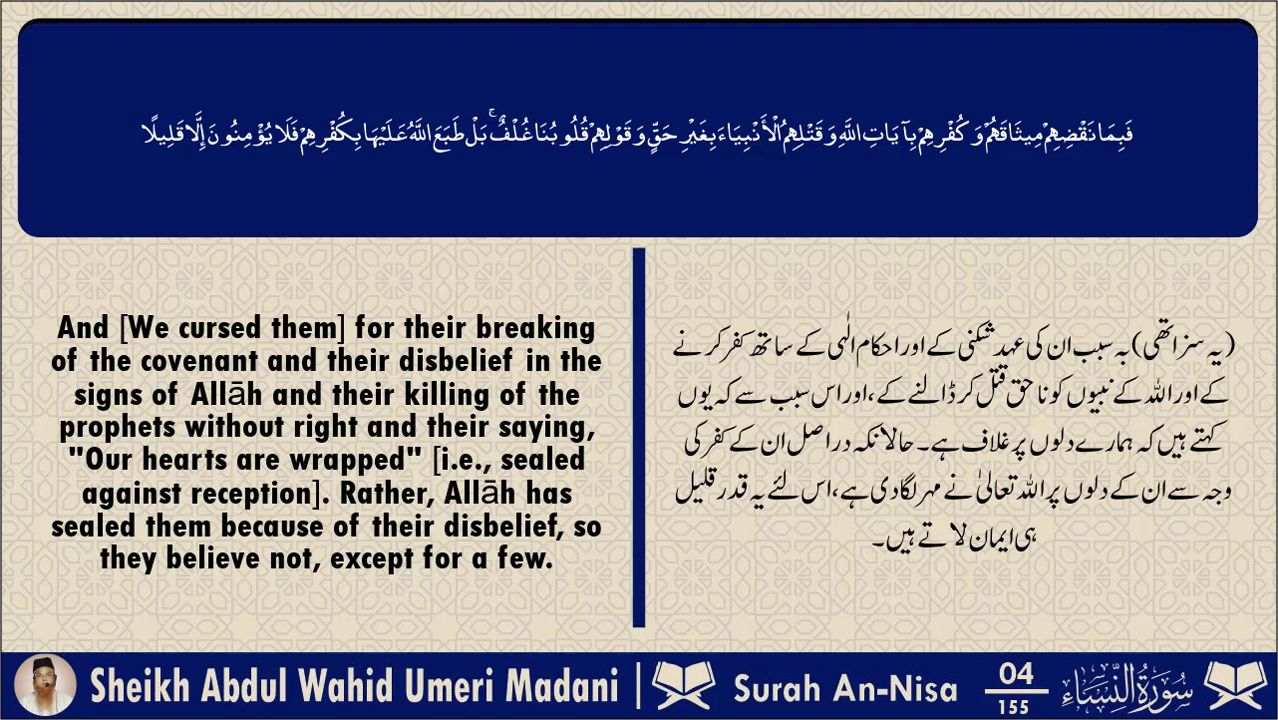 فَبِمَا نَقْضِهِمْ مِيثَاقَهُمْ وَكُفْرِهِمْ بِآيَاتِ اللَّهِ وَقَتْلِهِمُ الْأَنْبِيَاءَ بِغَيْرِ حَقٍّ وَقَوْلِهِمْ قُلُوبُنَا غُلْفٌ ۚ بَلْ طَبَعَ اللَّهُ عَلَيْهَا بِكُفْرِهِمْ فَلَا يُؤْمِنُونَ إِلَّا قَلِيلًا
And [We cursed them] for their breaking
of the covenant and their disbelief in the
signs of Allāh and their killing of the
prophets without right and their saying,
"Our hearts are wrapped" [i.e., sealed
against reception]. Rather, Allāh has
sealed them because of their disbelief, so
they believe not, except for a few.
(یہ سزا تھی) بہ سبب ان کی عہد شکنی کے اور احکام الٰہی کے ساتھ کفر کرنے
کے اور اللہ کے نبیوں کو ناحق قتل کر ڈالنے کے، اور اس سبب سے کہ یوں
کہتے ہیں کہ ہمارے دلوں پر غلاف ہے۔ حالانکہ دراصل ان کے کفر کی
وجہ سے ان کے دلوں پر اللہ تعالیٰ نے مہر لگا دی ہے، اس لئے یہ قدر قلیل
ہی ایمان لاتے ہیں۔
Sheikh Abdul Wahid Umeri Madani |
Surah An-Nisa
04
155
سُورَةُ النِّسَاء